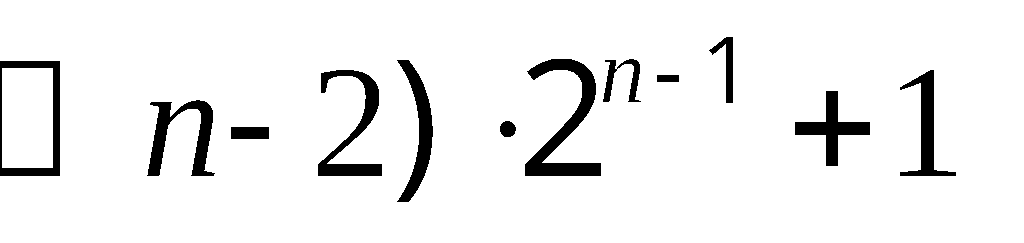 □ n- 2) ·2^{n-1} +1